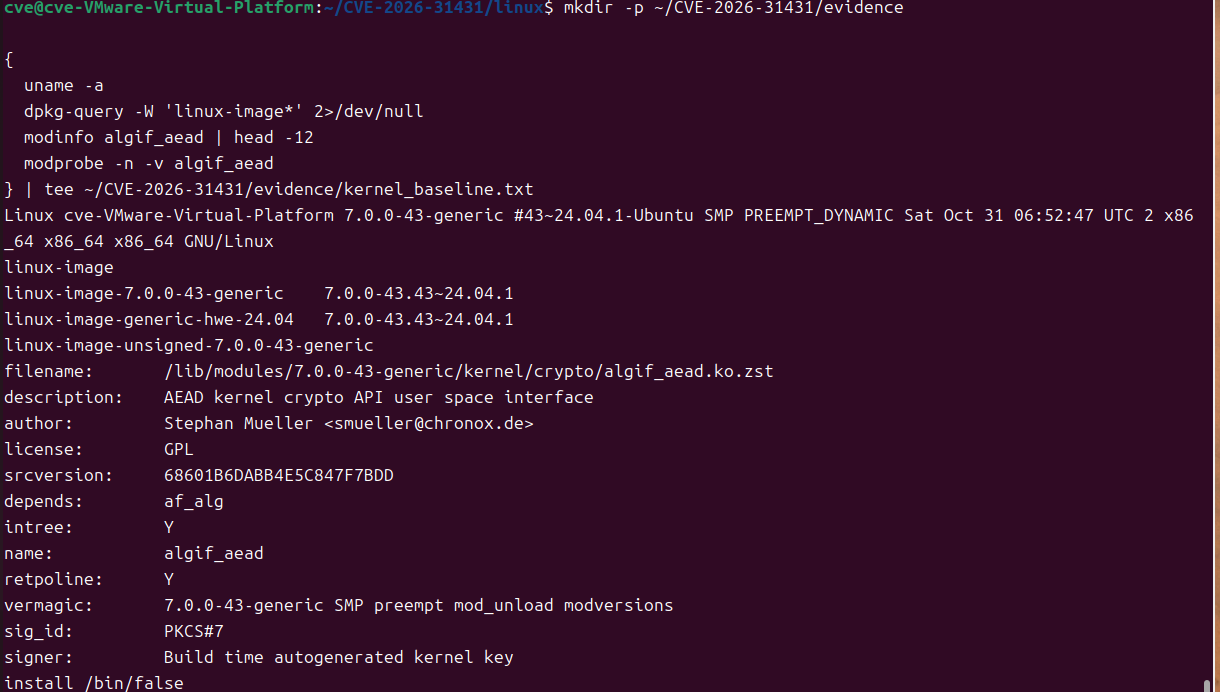 cve@cve-VMware-Virtual-Platform:~/CVE-2026-31431/linux$ mkdir -p ~/CVE-2026-31431/evidence
{
  uname -a
  dpkg-query -W 'linux-image*' 2>/dev/null
  modinfo algif_aead | head -12
  modprobe -n -v algif_aead
} | tee ~/CVE-2026-31431/evidence/kernel_baseline.txt
Linux cve-VMware-Virtual-Platform 7.0.0-43-generic #43~24.04.1-Ubuntu SMP PREEMPT_DYNAMIC Sat Oct 31 06:52:47 UTC 2 x86
_64 x86_64 x86_64 GNU/Linux
linux-image
linux-image-7.0.0-43-generic    7.0.0-43.43~24.04.1
linux-image-generic-hwe-24.04   7.0.0-43.43~24.04.1
linux-image-unsigned-7.0.0-43-generic
filename:       /lib/modules/7.0.0-43-generic/kernel/crypto/algif_aead.ko.zst
description:    AEAD kernel crypto API user space interface
author:         Stephan Mueller <smueller@chronox.de>
license:        GPL
srcversion:     68601B6DABB4E5C847F7BDD
depends:        af_alg
intree:         Y
name:           algif_aead
retpoline:      Y
vermagic:       7.0.0-43-generic SMP preempt mod_unload modversions
sig_id:         PKCS#7
signer:         Build time autogenerated kernel key
install /bin/false